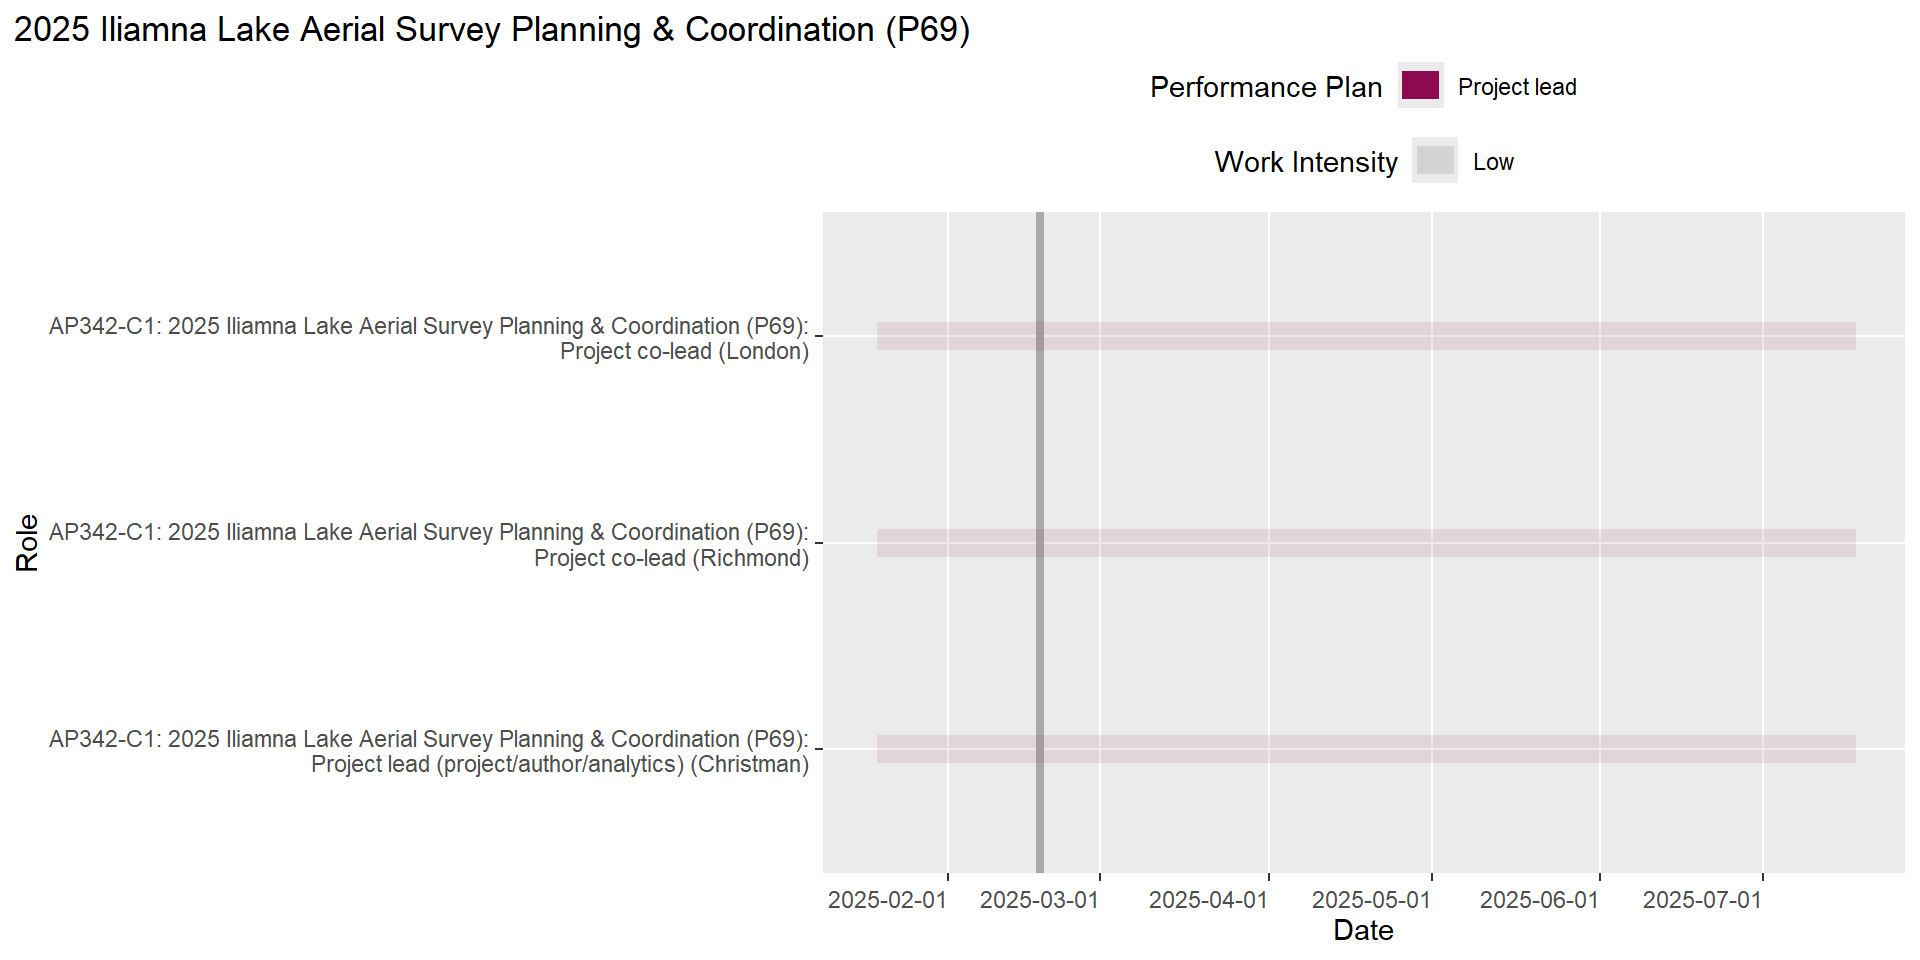 2025 Iliamna Lake Aerial Survey Planning & Coordination (P69)
Performance Plan
Project lead
Work Intensity
Low
AP342-C1: 2025 Iliamna Lake Aerial Survey Planning & Coordination (P69):
Project co-lead (London)
AP342-C1: 2025 Iliamna Lake Aerial Survey Planning & Coordination (P69):
Project co-lead (Richmond)
AP342-C1: 2025 Iliamna Lake Aerial Survey Planning & Coordination (P69):
Project lead (project/author/analytics) (Christman)
Role
2025-02-01
2025-03-01
2025-04-01
2025-05-01
2025-06-01
2025-07-01
Date